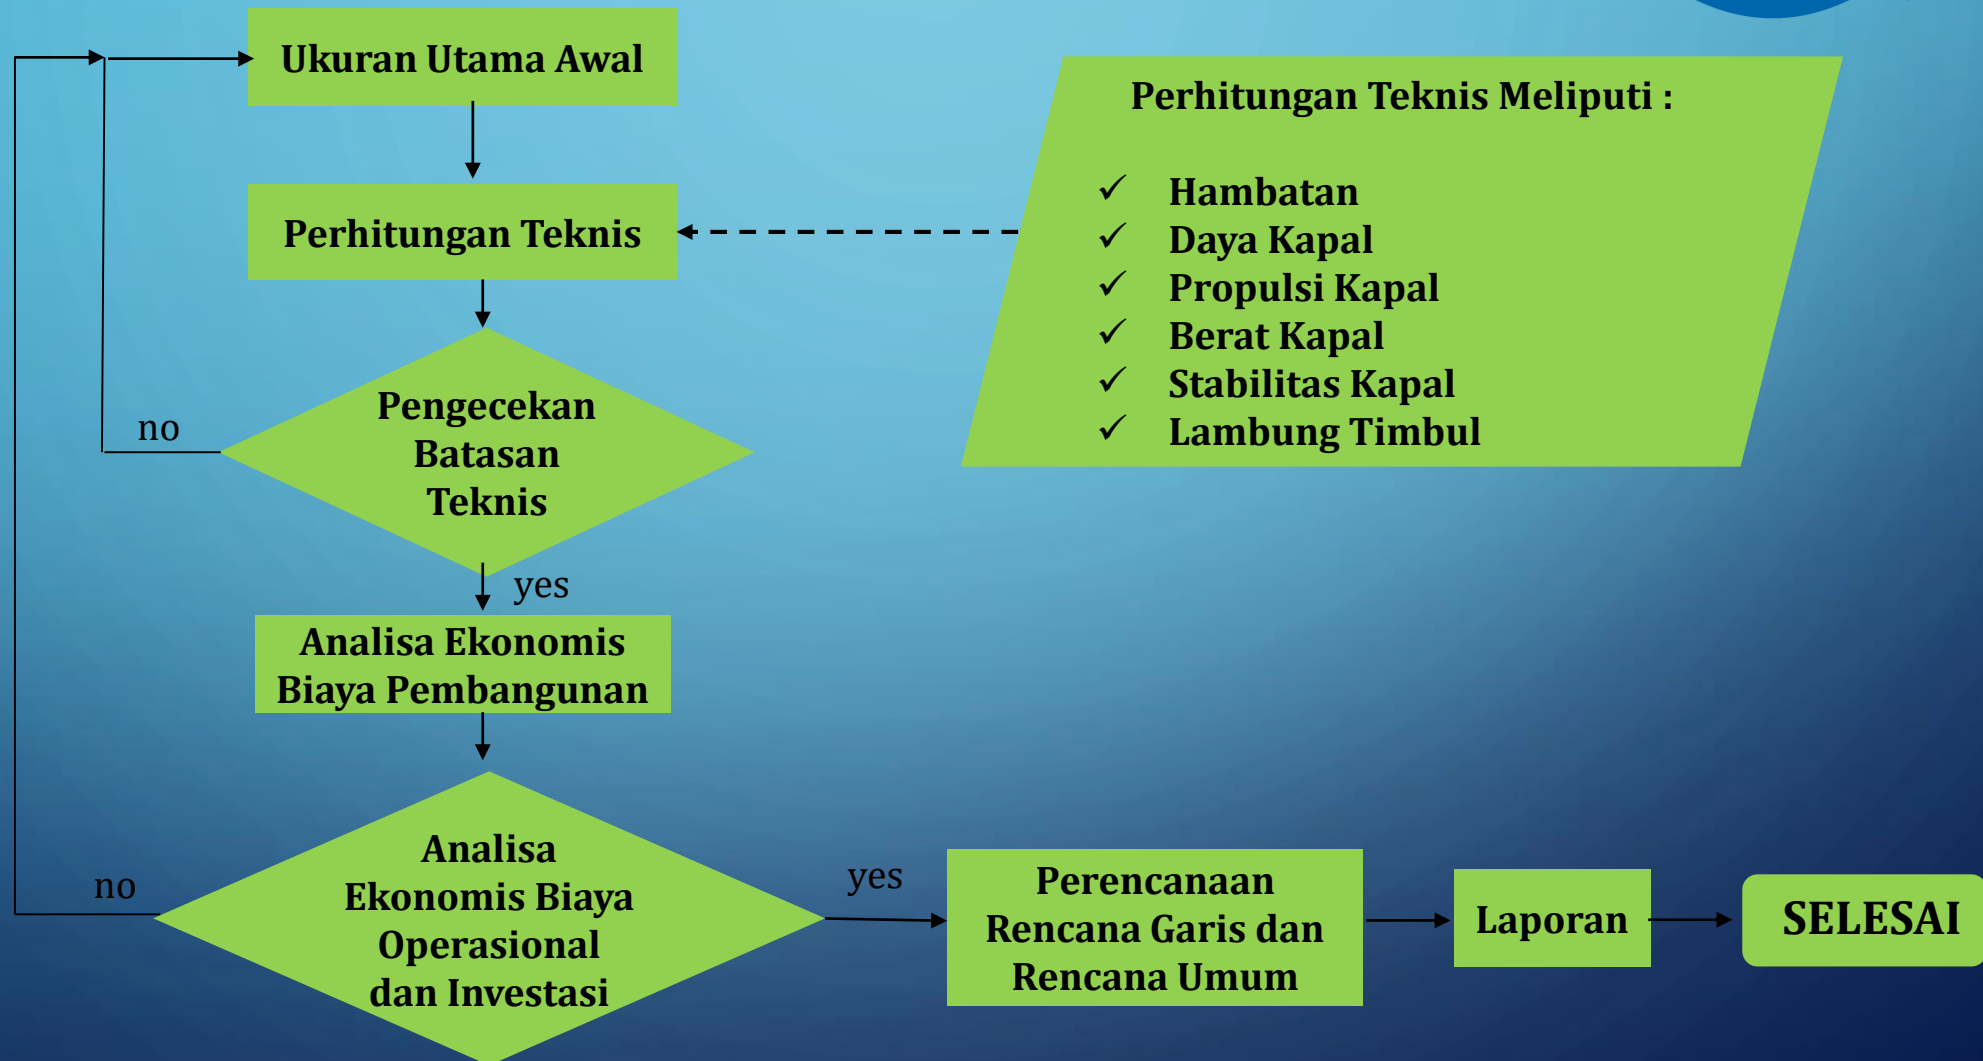 Ukuran Utama Awal
Perhitungan Teknis Meliputi :
✓ Hambatan
✓ Daya Kapal
✓ Propulsi Kapal
✓ Berat Kapal
✓ Stabilitas Kapal
✓ Lambung Timbul
Perhitungan Teknis
Pengecekan
Batasan
Teknis
no
yes
Analisa Ekonomis
Biaya Pembangunan
Analisa
Ekonomis Biaya
Operasional
dan Investasi
no
yes
Perencanaan
Rencana Garis dan
Rencana Umum
Laporan
SELESAI